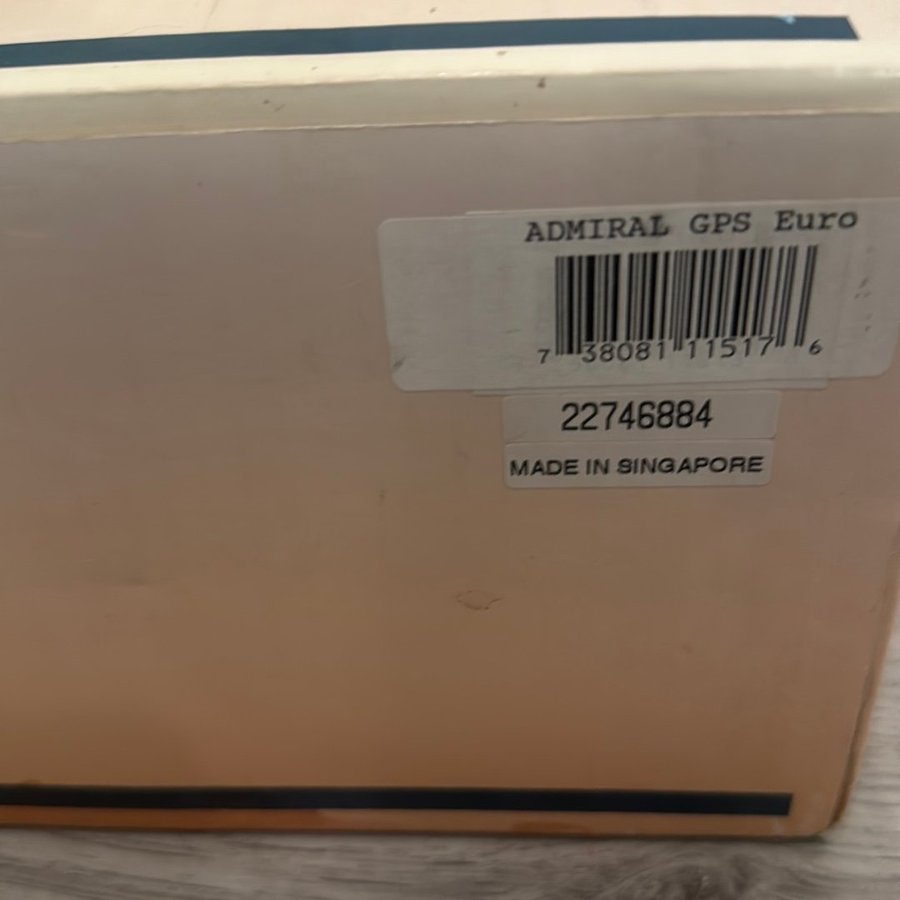 ADMIRAL GPS Euro
7 38081 11517 6
22746884
MADE IN SINGAPORE